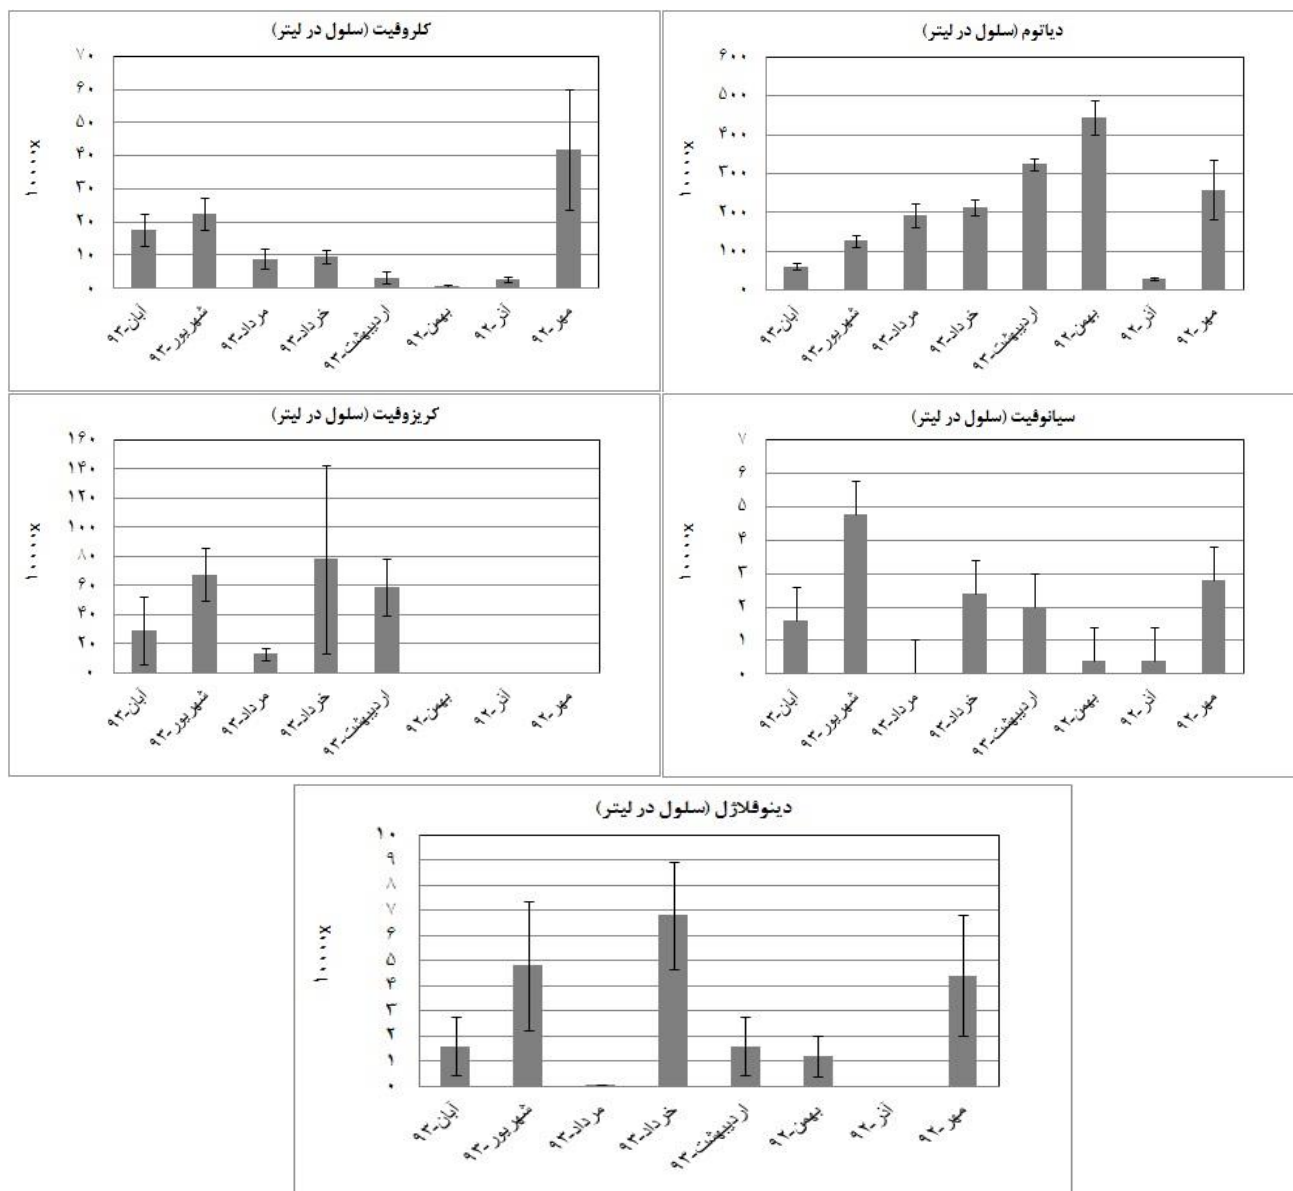 کلروفیت (سلول در لیتر)
۷۰
۶۰
۵۰
۴۰
۳۰
۲۰
۱۰
۰
۱۰۰۰۰x
آبان-۹۳
شهریور-۹۳
مرداد-۹۳
خرداد-۹۳
اردیبهشت-۹۳
بهمن-۹۲
آذر-۹۲
مهر-۹۲
دیاتوم (سلول در لیتر)
۶۰۰
۵۰۰
۴۰۰
۳۰۰
۲۰۰
۱۰۰
۰
۱۰۰۰۰x
آبان-۹۳
شهریور-۹۳
مرداد-۹۳
خرداد-۹۳
اردیبهشت-۹۳
بهمن-۹۲
آذر-۹۲
مهر-۹۲
کریزوفیت (سلول در لیتر)
۱۶۰
۱۴۰
۱۲۰
۱۰۰
۸۰
۶۰
۴۰
۲۰
۰
۱۰۰۰۰x
آبان-۹۳
شهریور-۹۳
مرداد-۹۳
خرداد-۹۳
اردیبهشت-۹۳
بهمن-۹۲
آذر-۹۲
مهر-۹۲
سیانوفیت (سلول در لیتر)
۷
۶
۵
۴
۳
۲
۱
۰
۱۰۰۰۰x
آبان-۹۳
شهریور-۹۳
مرداد-۹۳
خرداد-۹۳
اردیبهشت-۹۳
بهمن-۹۲
آذر-۹۲
مهر-۹۲
دینوفلاژل (سلول در لیتر)
۱۰
۹
۸
۷
۶
۵
۴
۳
۲
۱
۰
۱۰۰۰۰x
آبان-۹۳
شهریور-۹۳
مرداد-۹۳
خرداد-۹۳
اردیبهشت-۹۳
بهمن-۹۲
آذر-۹۲
مهر-۹۲